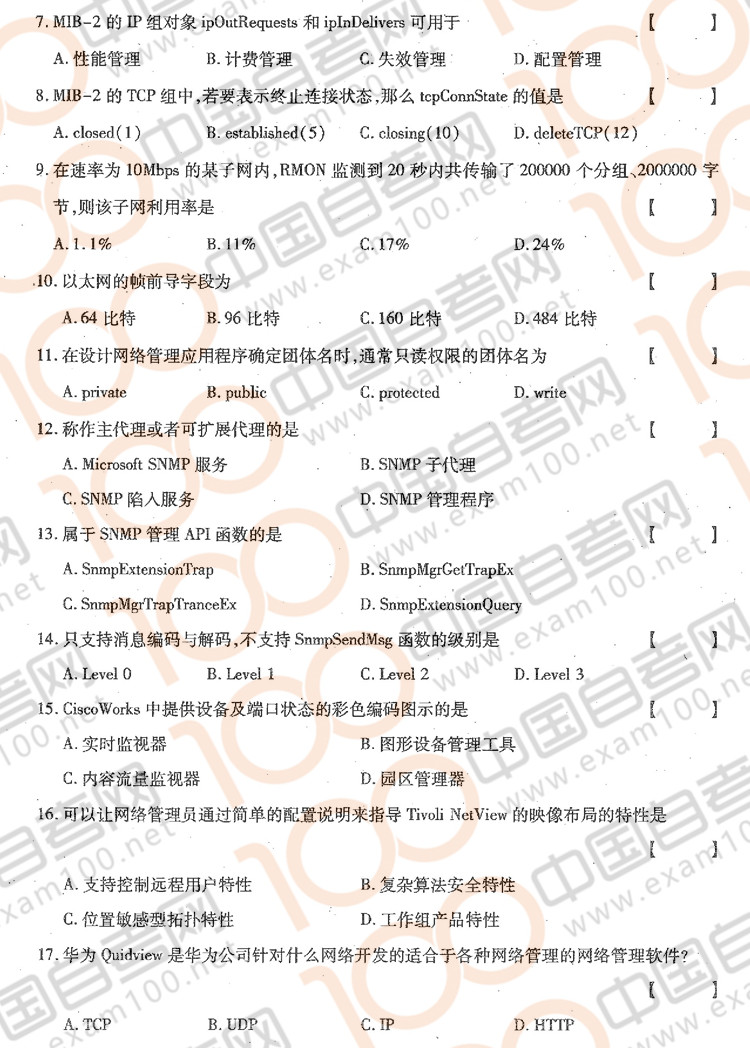 7. MIB-2 的 IP 组对象 ipOutRequests 和 ipInDelivers 可用于 【 】
A. 性能管理 B. 计费管理 C. 失效管理 D. 配置管理
8. MIB-2 的 TCP 组中,若要表示终止连接状态,那么 tcpConnState 的值是 【 】
A. closed(1) B. established(5) C. closing(10) D. deleteTCP(12)
9. 在速率为 10Mbps 的某子网内,RMON 监测到 20 秒内共传输了 200000 个分组、2000000 字
节,则该子网利用率是 【 】
A. 1.1% B. 11% C. 17% D. 24%
10. 以太网的帧前导字段为 【 】
A. 64 比特 B. 96 比特 C. 160 比特 D. 484 比特
11. 在设计网络管理应用程序确定团体名时,通常只读权限的团体名为 【 】
A. private B. public C. protected D. write
12. 称作主代理或者可扩展代理的是 【 】
A. Microsoft SNMP 服务 B. SNMP 子代理
C. SNMP 陷入服务 D. SNMP 管理程序
13. 属于 SNMP 管理 API 函数的是 【 】
A. SnmpExtensionTrap B. SnmpMgrGetTrapEx
C. SnmpMgrTrapTranceEx D. SnmpExtensionQuery
14. 只支持消息编码与解码,不支持 SnmpSendMsg 函数的级别是 【 】
A. Level 0 B. Level 1 C. Level 2 D. Level 3
15. CiscoWorks 中提供设备及端口状态的彩色编码图示的是 【 】
A. 实时监视器 B. 图形设备管理工具
C. 内容流量监视器 D. 园区管理器
16. 可以让网络管理员通过简单的配置说明来指导 Tivoli NetView 的映像布局的特性是
【 】
A. 支持控制远程用户特性 B. 复杂算法安全特性
C. 位置敏感型拓扑特性 D. 工作组产品特性
17. 华为 Quidview 是华为公司针对什么网络开发的适合于各种网络管理的网络管理软件?
【 】
A. TCP B. UDP C. IP D. HTTP
100
中国自考网
www.exam100.net